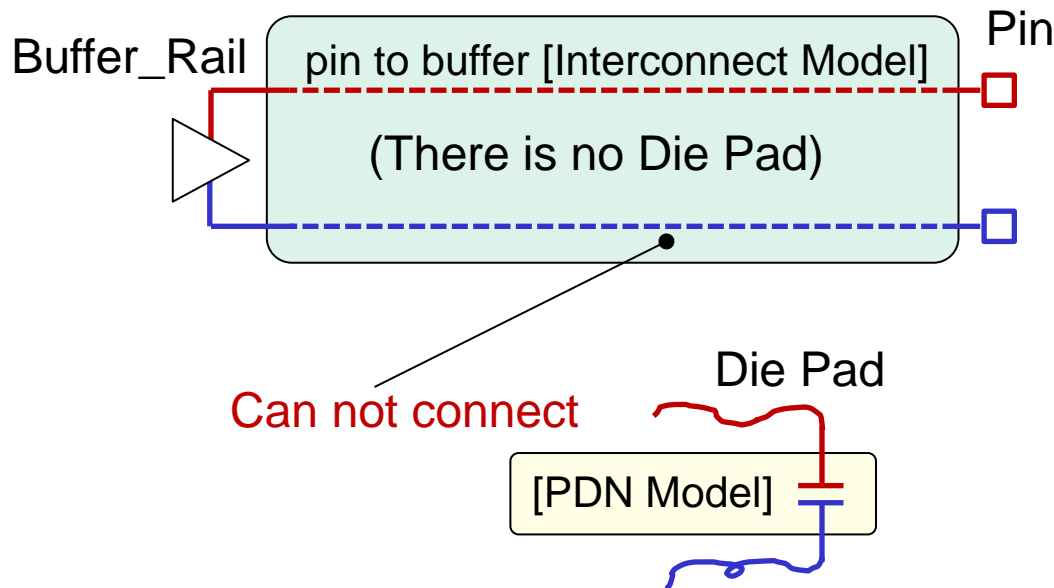 Pin
Buffer_Rail
pin to buffer [Interconnect Model]
(There is no Die Pad)
Die Pad
Can not connect
[PDN Model]